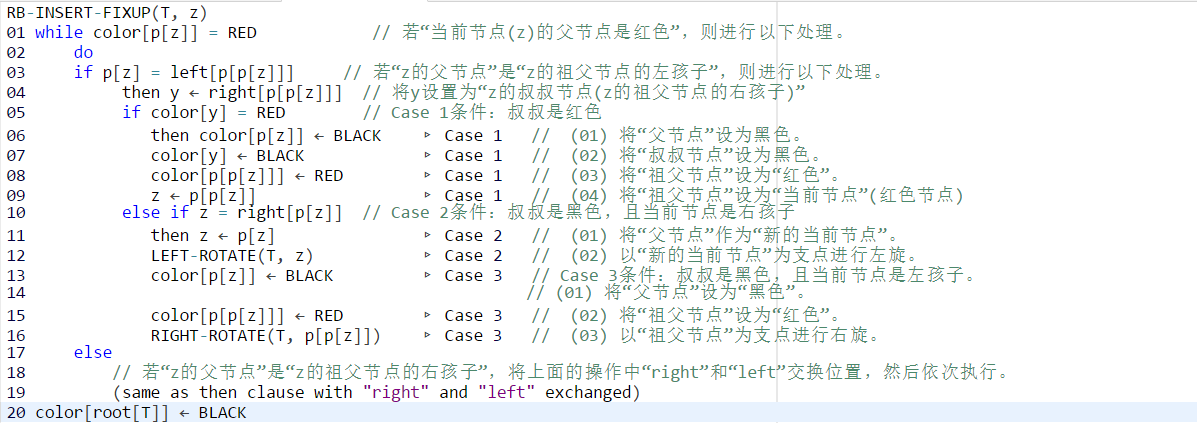 RB-INSERT-FIXUP(T, z)
01 while color[p[z]] = RED // 若“当前节点(z)的父节点是红色”，则进行以下处理。
02 do
03 if p[z] = left[p[p[z]]] // 若“z的父节点”是“z的祖父节点的左孩子”，则进行以下处理。
04 then y ← right[p[p[z]]] // 将y设置为“z的叔叔节点(z的祖父节点的右孩子)”
05 if color[y] = RED // Case 1条件：叔叔是红色
06 then color[p[z]] ← BLACK ▹ Case 1 // (01) 将“父节点”设为黑色。
07 color[y] ← BLACK ▹ Case 1 // (02) 将“叔叔节点”设为黑色。
08 color[p[p[z]]] ← RED ▹ Case 1 // (03) 将“祖父节点”设为“红色”。
09 z ← p[p[z]] ▹ Case 1 // (04) 将“祖父节点”设为“当前节点”(红色节点)
10 else if z = right[p[z]] // Case 2条件：叔叔是黑色，且当前节点是右孩子
11 then z ← p[z] ▹ Case 2 // (01) 将“父节点”作为“新的当前节点”。
12 LEFT-ROTATE(T, z) ▹ Case 2 // (02) 以“新的当前节点”为支点进行左旋。
13 color[p[z]] ← BLACK ▹ Case 3 // Case 3条件：叔叔是黑色，且当前节点是左孩子。
14 // (01) 将“父节点”设为“黑色”。
15 color[p[p[z]]] ← RED ▹ Case 3 // (02) 将“祖父节点”设为“红色”。
16 RIGHT-ROTATE(T, p[p[z]]) ▹ Case 3 // (03) 以“祖父节点”为支点进行右旋。
17 else
18 // 若“z的父节点”是“z的祖父节点的右孩子”，将上面的操作中“right”和“left”交换位置，然后依次执行。
19 (same as then clause with "right" and "left" exchanged)
20 color[root[T]] ← BLACK